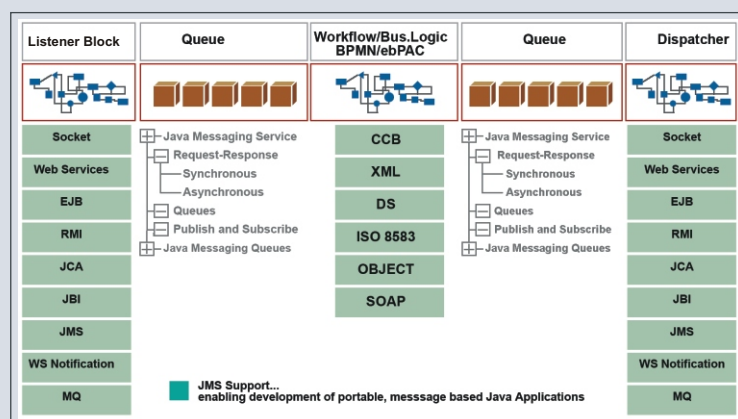 Listener Block
Queue
Workflow/Bus.Logic
BPMN/ebPAC
Queue
Dispatcher
Socket
Web Services
EJB
RMI
JCA
JBI
JMS
WS Notification
MQ
Java Messaging Service
Request-Response
Synchronous
Asynchronous
Queues
Publish and Subscribe
Java Messaging Queues
CCB
XML
DS
ISO 8583
OBJECT
SOAP
Java Messaging Service
Request-Response
Synchronous
Asynchronous
Queues
Publish and Subscribe
Java Messaging Queues
Socket
Web Services
EJB
RMI
JCA
JBI
JMS
WS Notification
MQ
JMS Support...
enabling development of portable, messsage based Java Applications